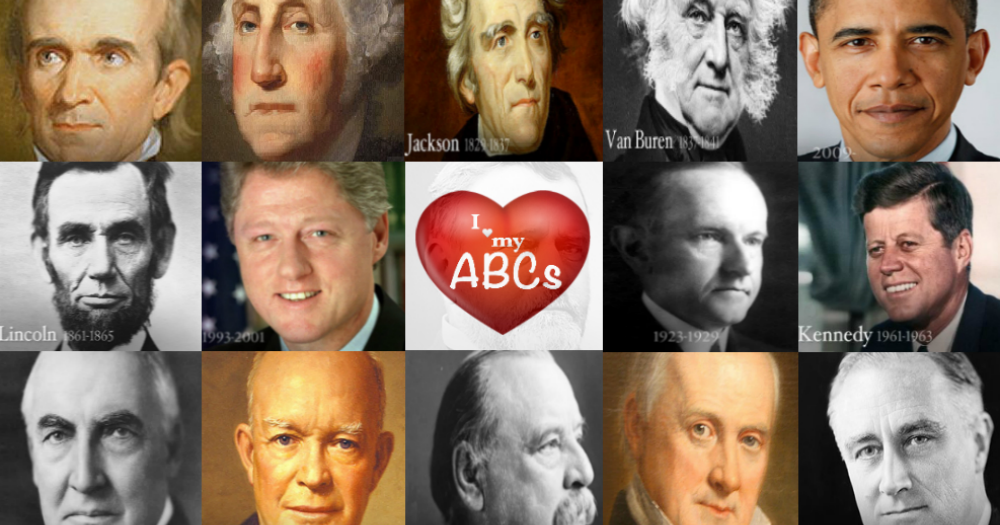 Jackson 1829-1837
Van Buren 1837-1841
2009-
Lincoln 1861-1865
1993-2001
I ♥ my
ABCs
1923-1929
Kennedy 1961-1963